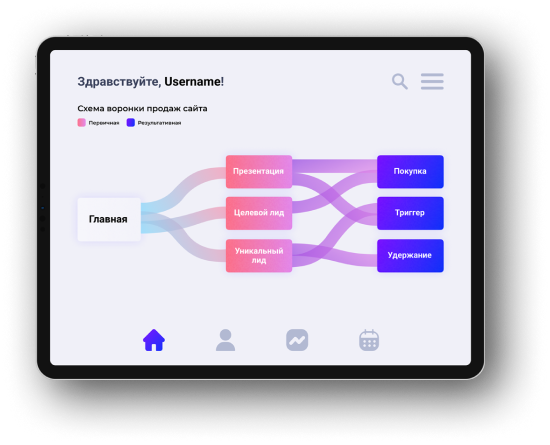 Здравствуйте, Username!
Схема воронки продаж сайта
Первичная Результативная
Презентация Покупка
Главная Целевой лид Триггер
Уникальный
лид Удержание